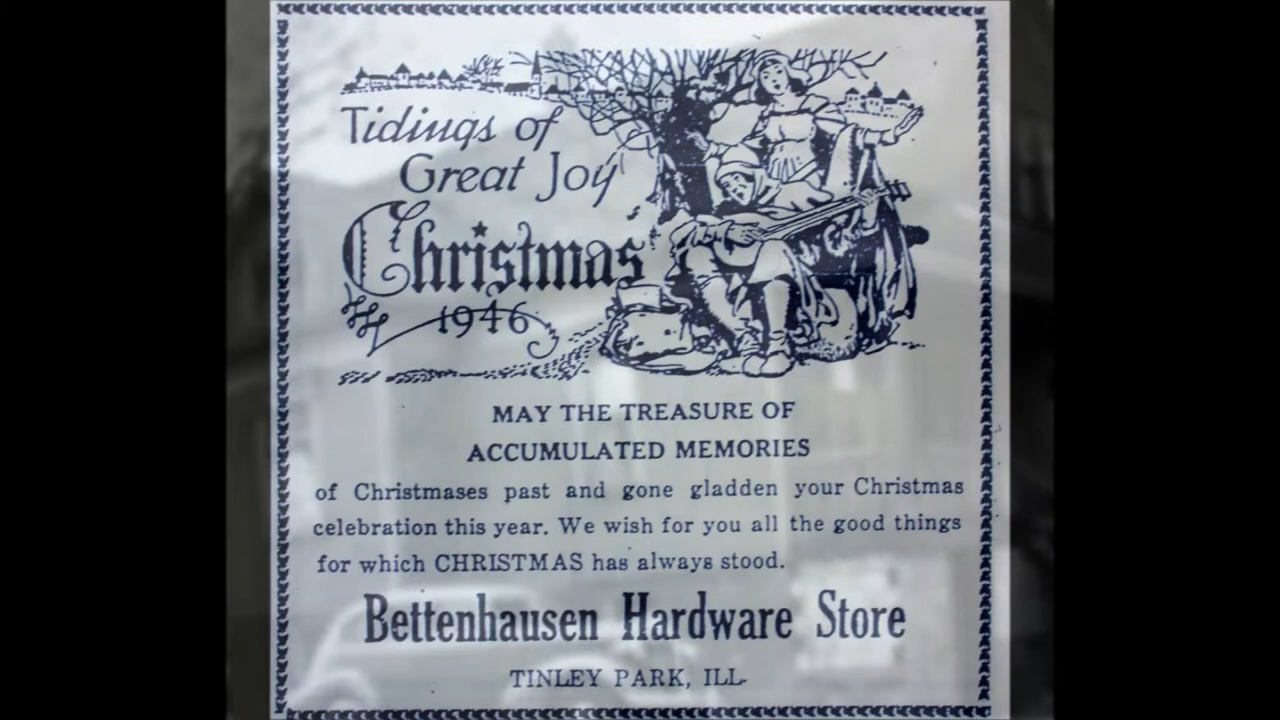 Tidings of
Great Joy
Christmas
1946
MAY THE TREASURE OF
ACCUMULATED MEMORIES
of Christmases past and gone gladden your Christmas
celebration this year. We wish for you all the good things
for which CHRISTMAS has always stood.
Bettenhausen Hardware Store
TINLEY PARK, ILL.